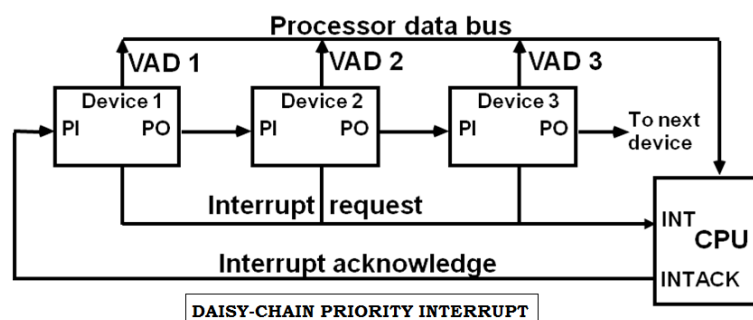 Processor data bus
VAD 1
VAD 2
VAD 3
Device 1
Device 2
Device 3
PI
PO
PI
PO
PI
PO
To next
device
Interrupt request
INT
CPU
Interrupt acknowledge
INTACK
DAISY-CHAIN PRIORITY INTERRUPT